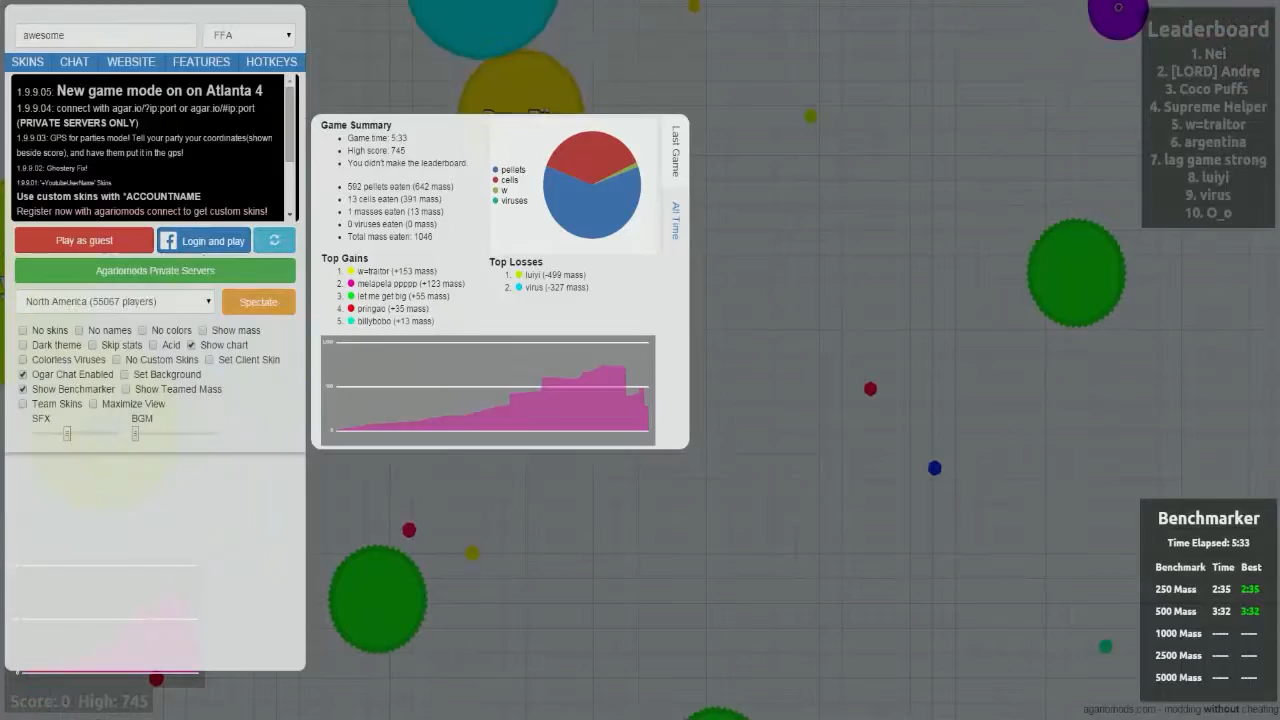 awesome
FFA
SKINS CHAT WEBSITE FEATURES HOTKEYS
1.9.9.05: New game mode on on Atlanta 4
1.9.9.04: connect with agar.io/?ip:port or agar.io/#ip:port
(PRIVATE SERVERS ONLY)
1.9.9.03: GPS for parties mode! Tell your party your coordinates(shown
beside score), and have them put it in the gps!
1.9.9.02: Ghostery Fix!
1.9.9.01: '+YoutubeUserName' Skins
Use custom skins with *ACCOUNTNAME
Register now with agariomods connect to get custom skins!
Play as guest
Login and play
Agariomods Private Servers
North America (55067 players)
Spectate
No skins No names No colors Show mass
Dark theme Skip stats Acid Show chart
Colorless Viruses No Custom Skins Set Client Skin
Ogar Chat Enabled Set Background
Show Benchmarker Show Teamed Mass
Team Skins Maximize View
SFX BGM
Score: 0 High: 745
Game Summary
Game time: 5:33
High score: 745
You didn't make the leaderboard.
592 pellets eaten (642 mass)
13 cells eaten (391 mass)
1 masses eaten (13 mass)
0 viruses eaten (0 mass)
Total mass eaten: 1046
pellets
cells
w
viruses
Last Game
All Time
Top Gains
1. w=traitor (+153 mass)
2. melapela ppppp (+123 mass)
3. let me get big (+55 mass)
4. pringao (+35 mass)
5. billybobo (+13 mass)
Top Losses
1. luiyi (-499 mass)
2. virus (-327 mass)
Leaderboard
1. Nei
2. [LORD] Andre
3. Coco Puffs
4. Supreme Helper
5. w=traitor
6. argentina
7. lag game strong
8. luiyi
9. virus
10. O_o
Benchmarker
Time Elapsed: 5:33
Benchmark Time Best
250 Mass 2:35 2:35
500 Mass 3:32 3:32
1000 Mass ----- -----
2500 Mass ----- -----
5000 Mass ----- -----
agariomods.com - modding without cheating